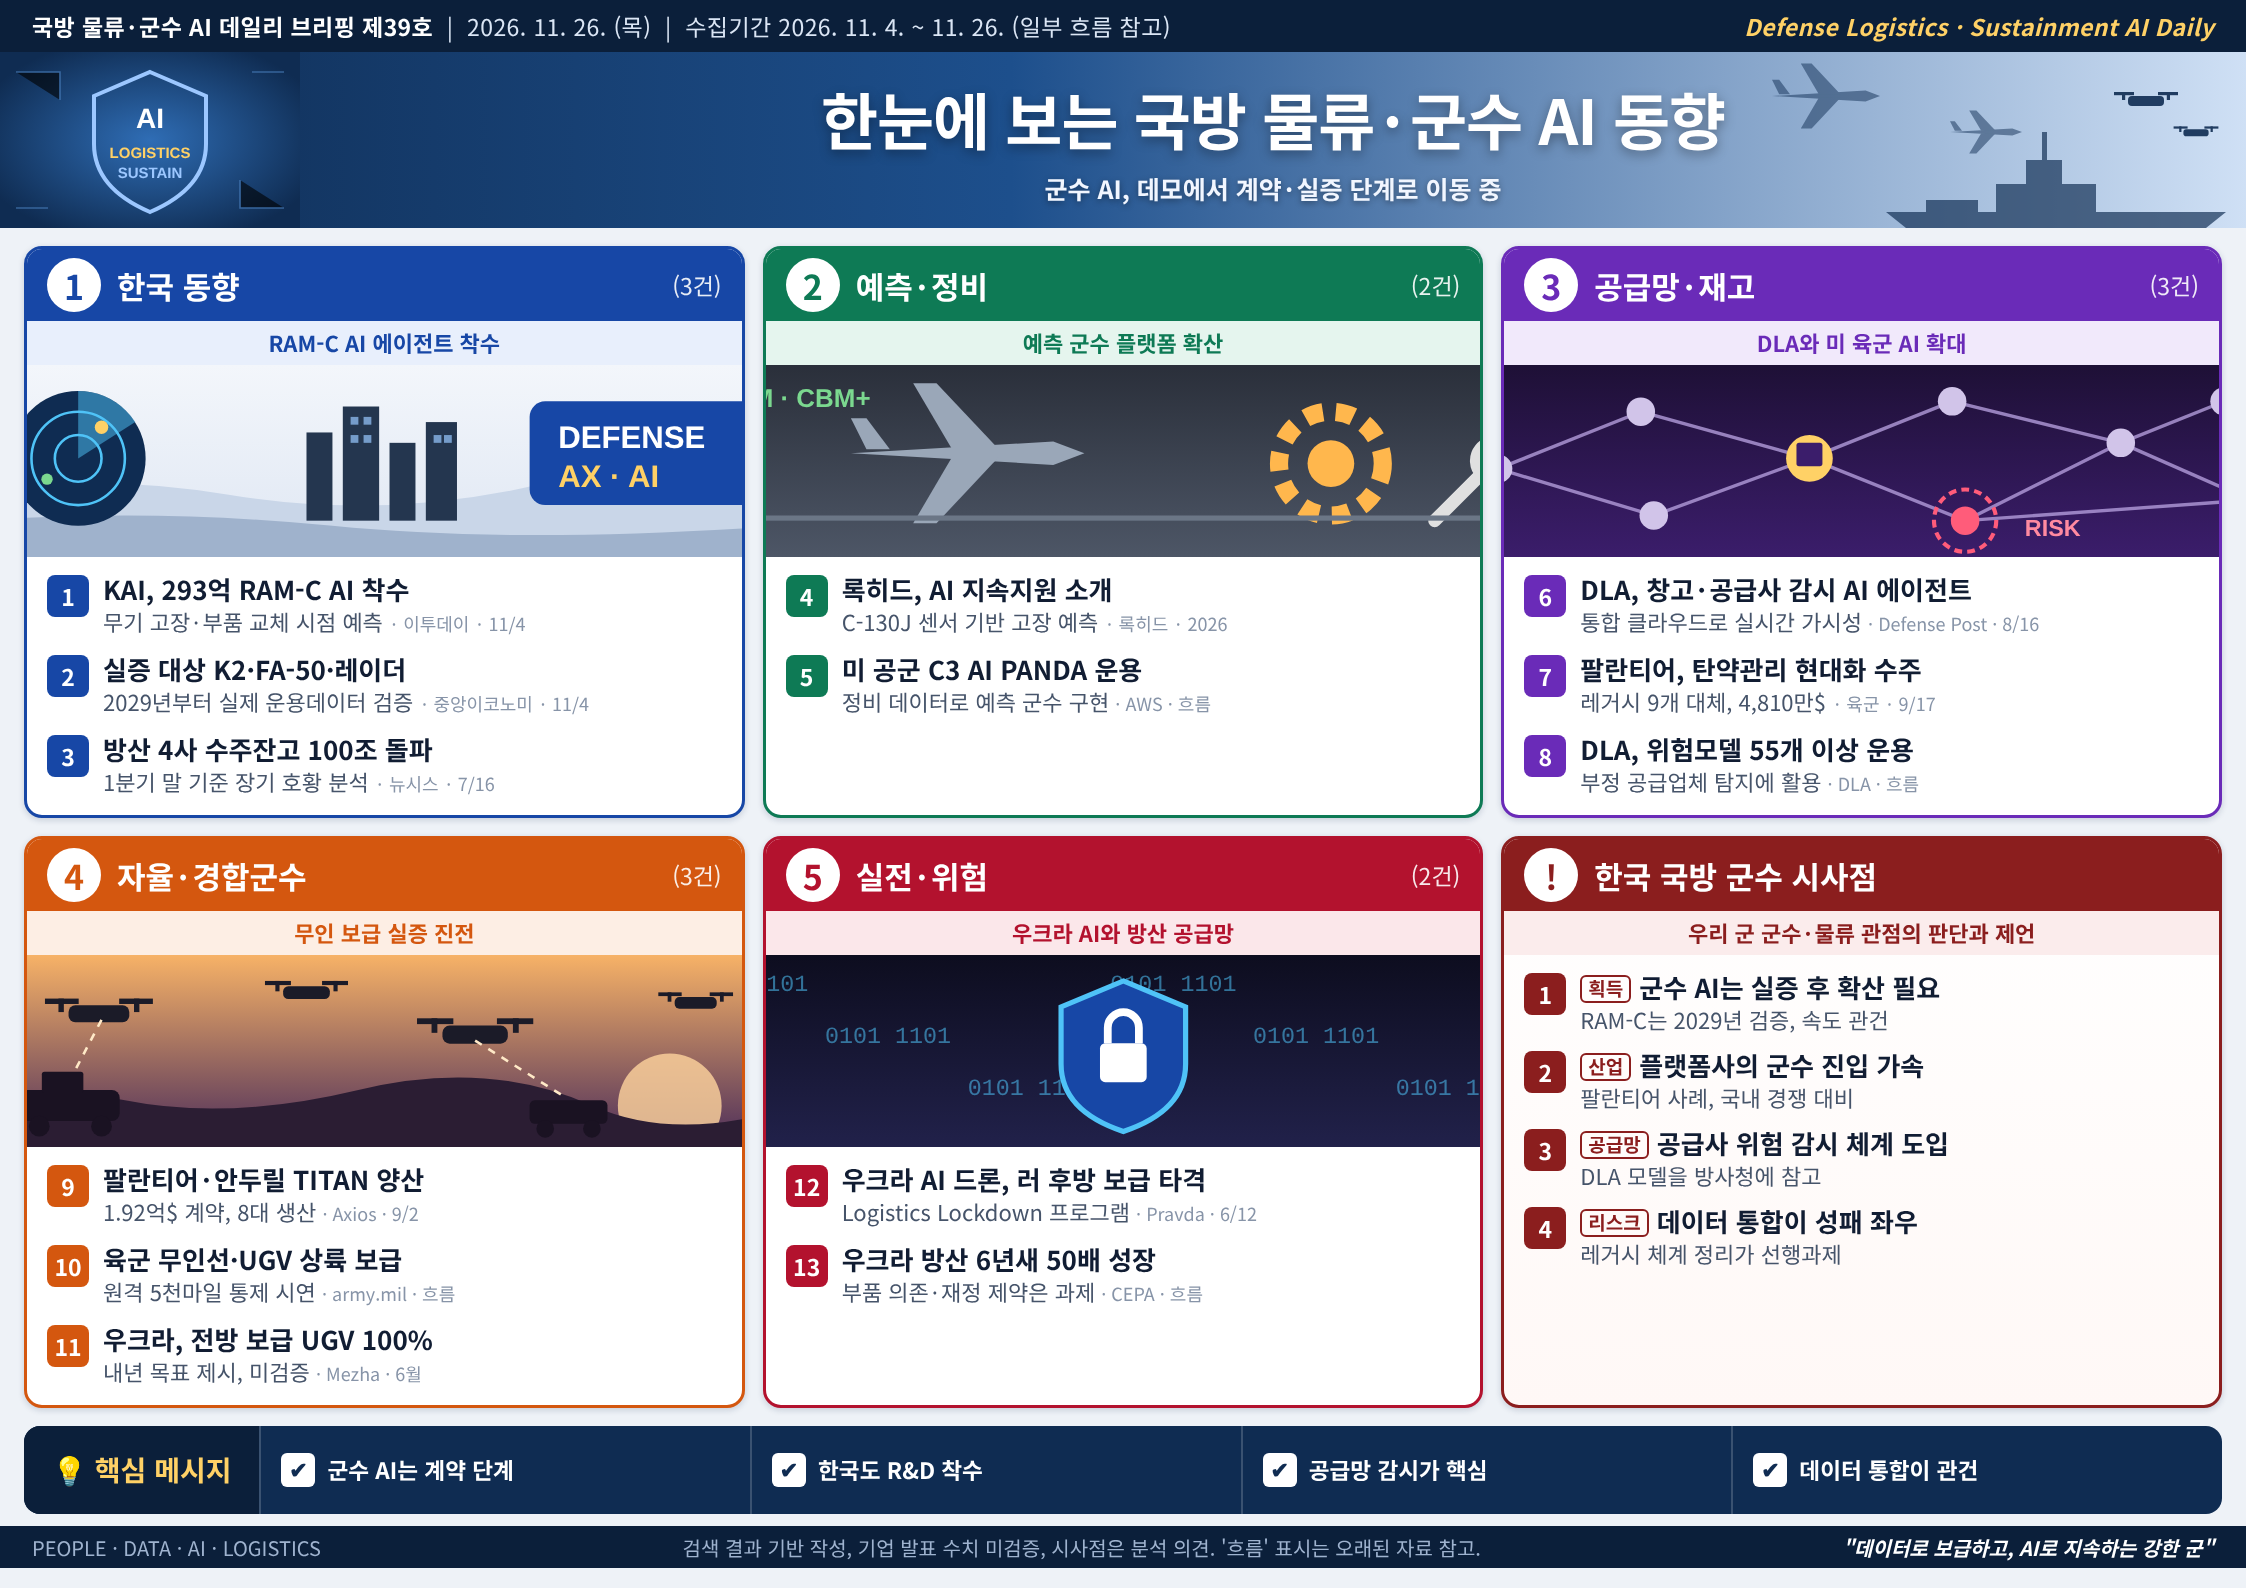 국방 물류·군수 AI 데일리 브리핑 제39호 | 2026. 11. 26. (목) | 수집기간 2026. 11. 4. ~ 11. 26. (일부 흐름 참고)
Defense Logistics · Sustainment AI Daily
AI
LOGISTICS
SUSTAIN
한눈에 보는 국방 물류·군수 AI 동향
군수 AI, 데모에서 계약·실증 단계로 이동 중
1 한국 동향 (3건)
RAM-C AI 에이전트 착수
DEFENSE
AX · AI
1 KAI, 293억 RAM-C AI 착수
무기 고장·부품 교체 시점 예측 · 이투데이 · 11/4
2 실증 대상 K2·FA-50·레이더
2029년부터 실제 운용데이터 검증 · 중앙이코노미 · 11/4
3 방산 4사 수주잔고 100조 돌파
1분기 말 기준 장기 호황 분석 · 뉴시스 · 7/16
2 예측·정비 (2건)
예측 군수 플랫폼 확산
M · CBM+
4 록히드, AI 지속지원 소개
C-130J 센서 기반 고장 예측 · 록히드 · 2026
5 미 공군 C3 AI PANDA 운용
정비 데이터로 예측 군수 구현 · AWS · 흐름
3 공급망·재고 (3건)
DLA와 미 육군 AI 확대
RISK
6 DLA, 창고·공급사 감시 AI 에이전트
통합 클라우드로 실시간 가시성 · Defense Post · 8/16
7 팔란티어, 탄약관리 현대화 수주
레거시 9개 대체, 4,810만$ · 육군 · 9/17
8 DLA, 위험모델 55개 이상 운용
부정 공급업체 탐지에 활용 · DLA · 흐름
4 자율·경합군수 (3건)
무인 보급 실증 진전
9 팔란티어·안두릴 TITAN 양산
1.92억$ 계약, 8대 생산 · Axios · 9/2
10 육군 무인선·UGV 상륙 보급
원격 5천마일 통제 시연 · army.mil · 흐름
11 우크라, 전방 보급 UGV 100%
내년 목표 제시, 미검증 · Mezha · 6월
5 실전·위험 (2건)
우크라 AI와 방산 공급망
101 0101 1101
0101 1101 0101 1101
0101 11 0101 1
12 우크라 AI 드론, 러 후방 보급 타격
Logistics Lockdown 프로그램 · Pravda · 6/12
13 우크라 방산 6년새 50배 성장
부품 의존·재정 제약은 과제 · CEPA · 흐름
! 한국 국방 군수 시사점
우리 군 군수·물류 관점의 판단과 제언
1 획득 군수 AI는 실증 후 확산 필요
RAM-C는 2029년 검증, 속도 관건
2 산업 플랫폼사의 군수 진입 가속
팔란티어 사례, 국내 경쟁 대비
3 공급망 공급사 위험 감시 체계 도입
DLA 모델을 방사청에 참고
4 리스크 데이터 통합이 성패 좌우
레거시 체계 정리가 선행과제
💡 핵심 메시지
✔ 군수 AI는 계약 단계
✔ 한국도 R&D 착수
✔ 공급망 감시가 핵심
✔ 데이터 통합이 관건
PEOPLE · DATA · AI · LOGISTICS
검색 결과 기반 작성, 기업 발표 수치 미검증, 시사점은 분석 의견. '흐름' 표시는 오래된 자료 참고.
"데이터로 보급하고, AI로 지속하는 강한 군"